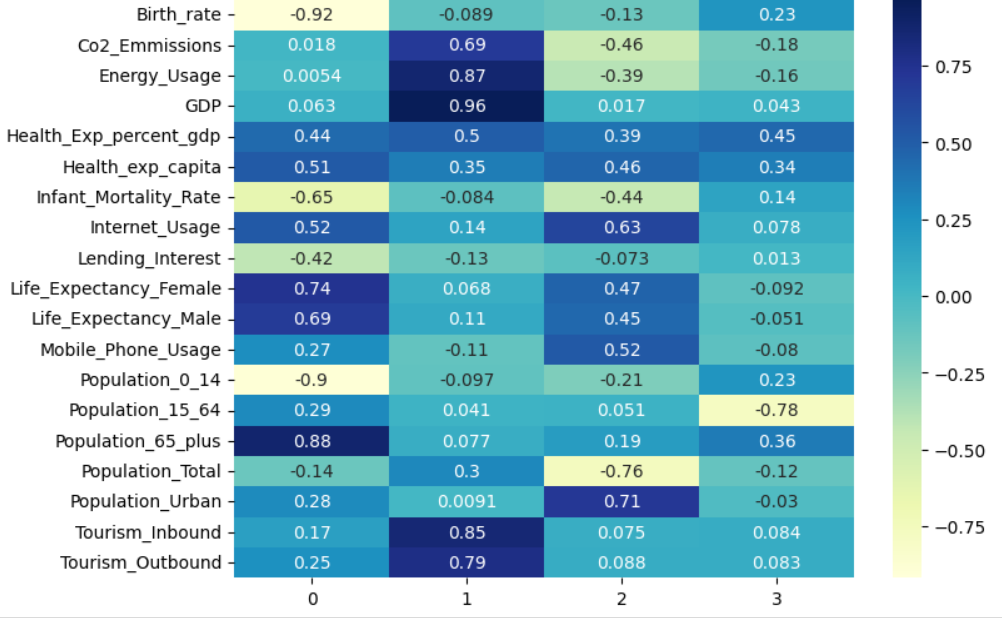 Birth_rate -0.92 -0.089 -0.13 0.23
Co2_Emmissions 0.018 0.69 -0.46 -0.18
Energy_Usage 0.0054 0.87 -0.39 -0.16
GDP 0.063 0.96 0.017 0.043
Health_Exp_percent_gdp 0.44 0.5 0.39 0.45
Health_exp_capita 0.51 0.35 0.46 0.34
Infant_Mortality_Rate -0.65 -0.084 -0.44 0.14
Internet_Usage 0.52 0.14 0.63 0.078
Lending_Interest -0.42 -0.13 -0.073 0.013
Life_Expectancy_Female 0.74 0.068 0.47 -0.092
Life_Expectancy_Male 0.69 0.11 0.45 -0.051
Mobile_Phone_Usage 0.27 -0.11 0.52 -0.08
Population_0_14 -0.9 -0.097 -0.21 0.23
Population_15_64 0.29 0.041 0.051 -0.78
Population_65_plus 0.88 0.077 0.19 0.36
Population_Total -0.14 0.3 -0.76 -0.12
Population_Urban 0.28 0.0091 0.71 -0.03
Tourism_Inbound 0.17 0.85 0.075 0.084
Tourism_Outbound 0.25 0.79 0.088 0.083
0 1 2 3
0.75
0.50
0.25
0.00
−0.25
−0.50
−0.75